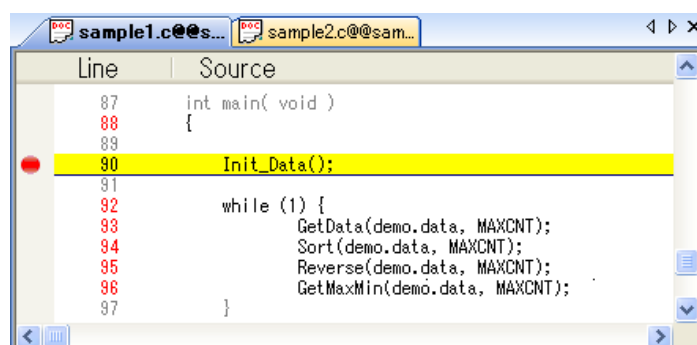 sample1.c@@s... sample2.c@@sam...
Line Source
87 int main( void )
88 {
89
90 Init_Data();
91
92 while (1) {
93 GetData(demo.data, MAXCNT);
94 Sort(demo.data, MAXCNT);
95 Reverse(demo.data, MAXCNT);
96 GetMaxMin(demo.data, MAXCNT);
97 }